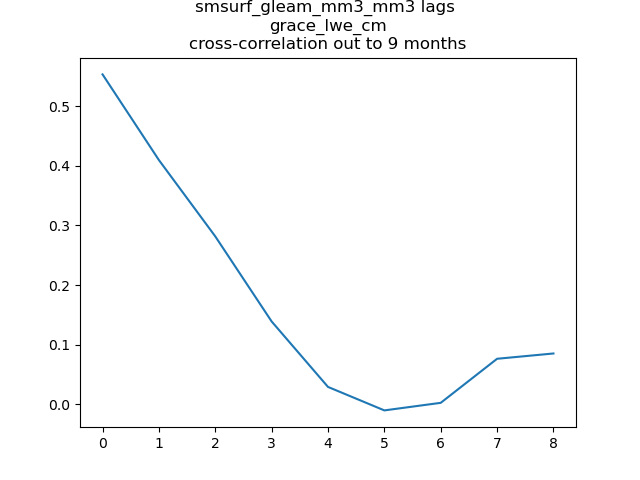 smsurf_gleam_mm3_mm3 lags
grace_lwe_cm
cross-correlation out to 9 months
0.5
0.4
0.3
0.2
0.1
0.0
0 1 2 3 4 5 6 7 8